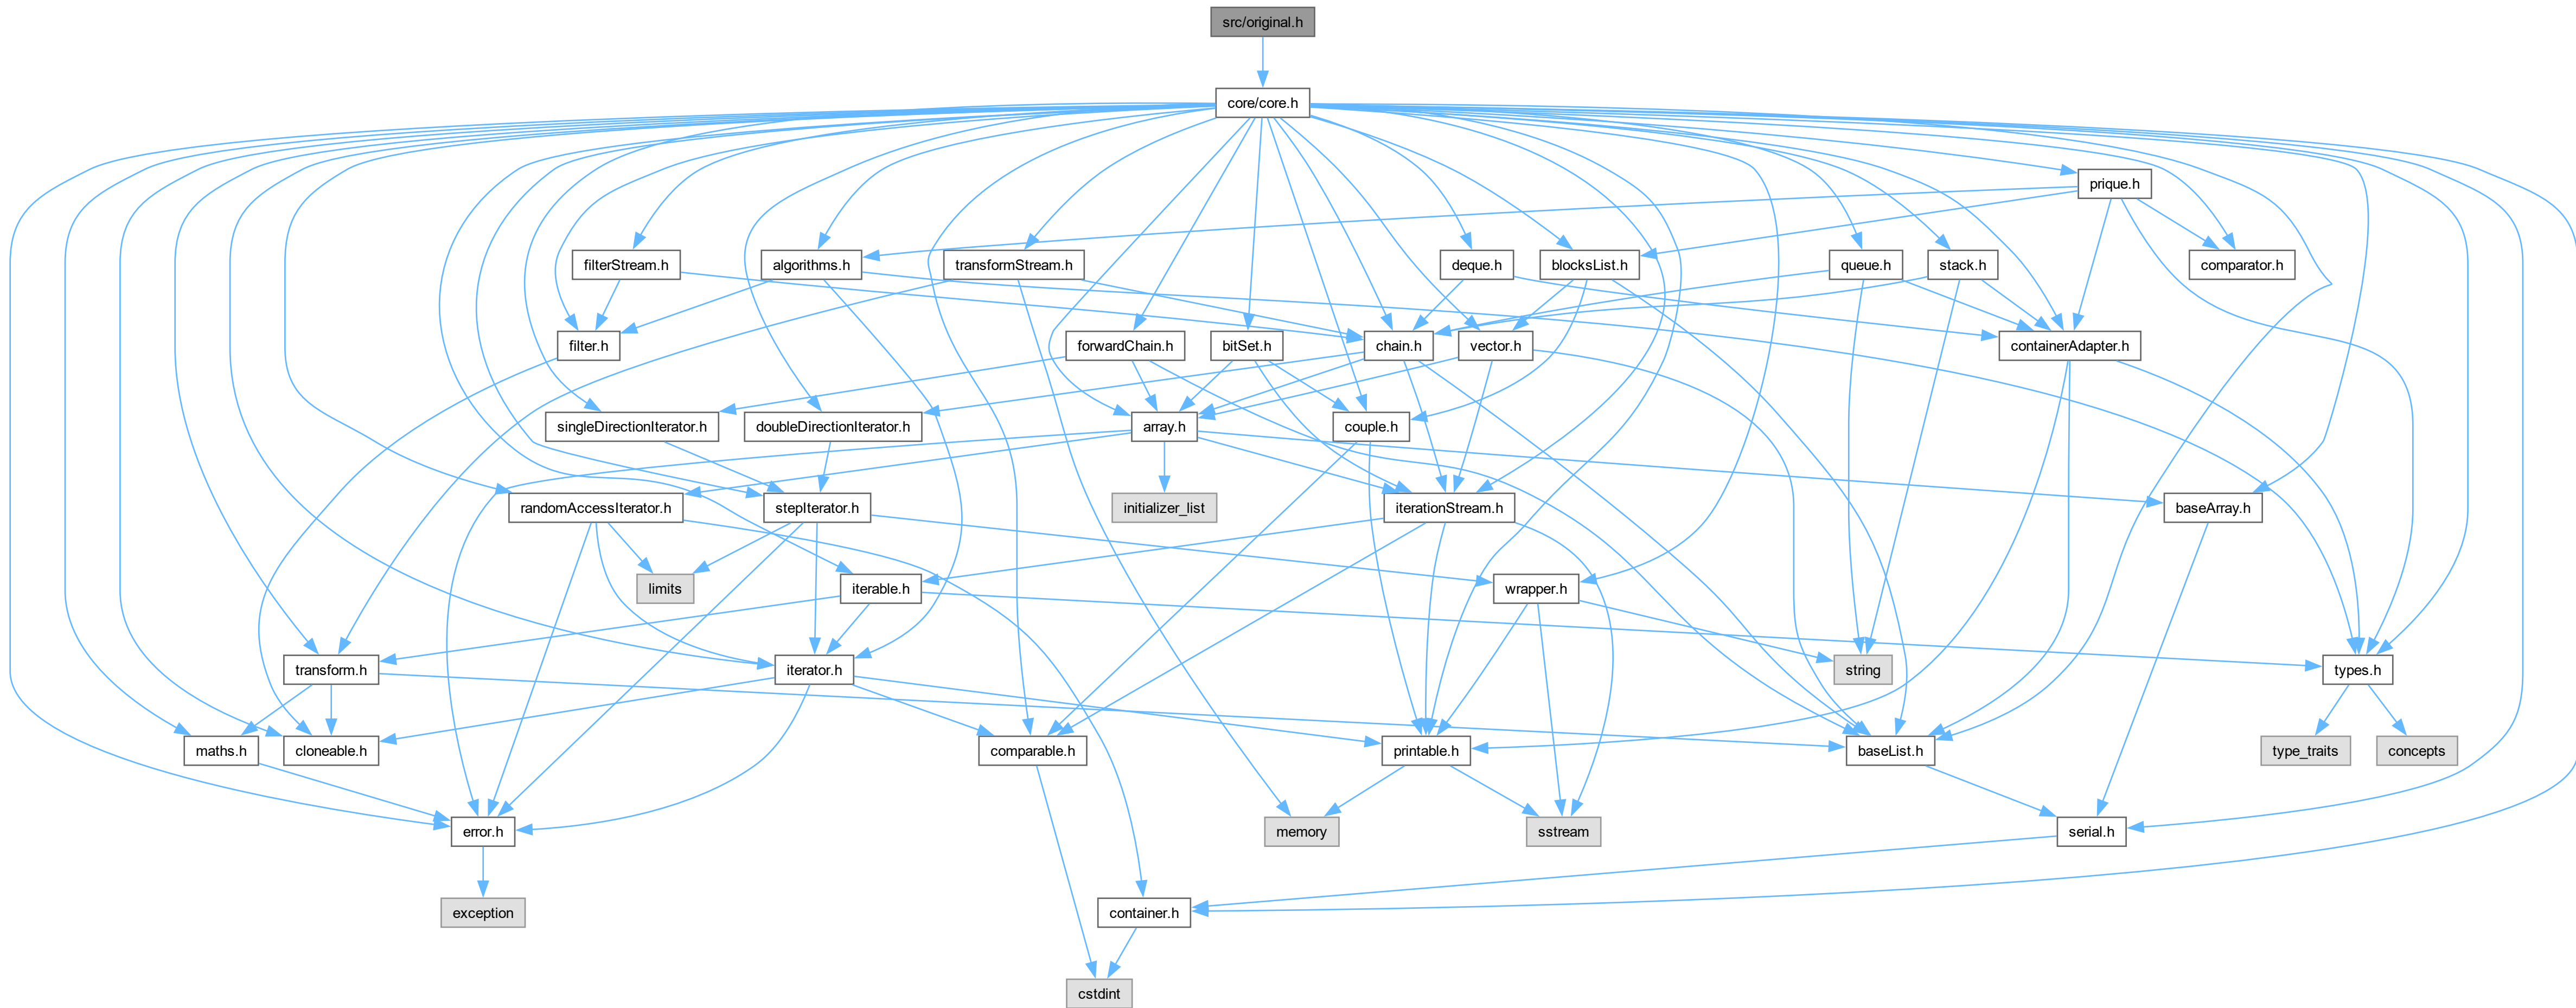 src/original.h
core/core.h
prique.h
filterStream.h
algorithms.h
transformStream.h
deque.h
blocksList.h
queue.h
stack.h
comparator.h
filter.h
forwardChain.h
bitSet.h
chain.h
vector.h
containerAdapter.h
singleDirectionIterator.h
doubleDirectionIterator.h
array.h
couple.h
randomAccessIterator.h
stepIterator.h
initializer_list
iterationStream.h
baseArray.h
limits
iterable.h
wrapper.h
transform.h
iterator.h
string
types.h
maths.h
cloneable.h
comparable.h
printable.h
baseList.h
type_traits
concepts
error.h
memory
sstream
serial.h
exception
container.h
cstdint